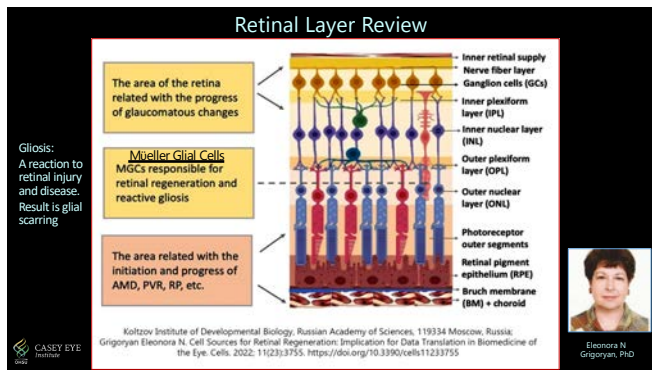 Retinal Layer Review
The area of the retina
related with the progress
of glaucomatous changes
Gliosis:
A reaction to
retinal injury
and disease.
Result is glial
scarring
Müeller Glial Cells
MGCs responsible for
retinal regeneration and
reactive gliosis
The area related with the
initiation and progress of
AMD, PVR, RP, etc.
Inner retinal supply
Nerve fiber layer
Ganglion cells (GCs)
Inner plexiform
layer (IPL)
Inner nuclear layer
(INL)
Outer plexiform
layer (OPL)
Outer nuclear
layer (ONL)
Photoreceptor
outer segments
Retinal pigment
epithelium (RPE)
Bruch membrane
(BM) + choroid
Koltzov Institute of Developmental Biology, Russian Academy of Sciences, 119334 Moscow, Russia;
Grigoryan Eleonora N. Cell Sources for Retinal Regeneration: Implication for Data Translation in Biomedicine of
the Eye. Cells. 2022; 11(23):3755. https://doi.org/10.3390/cells11233755
Eleonora N
Grigoryan, PhD
OHSU
CASEY EYE
Institute